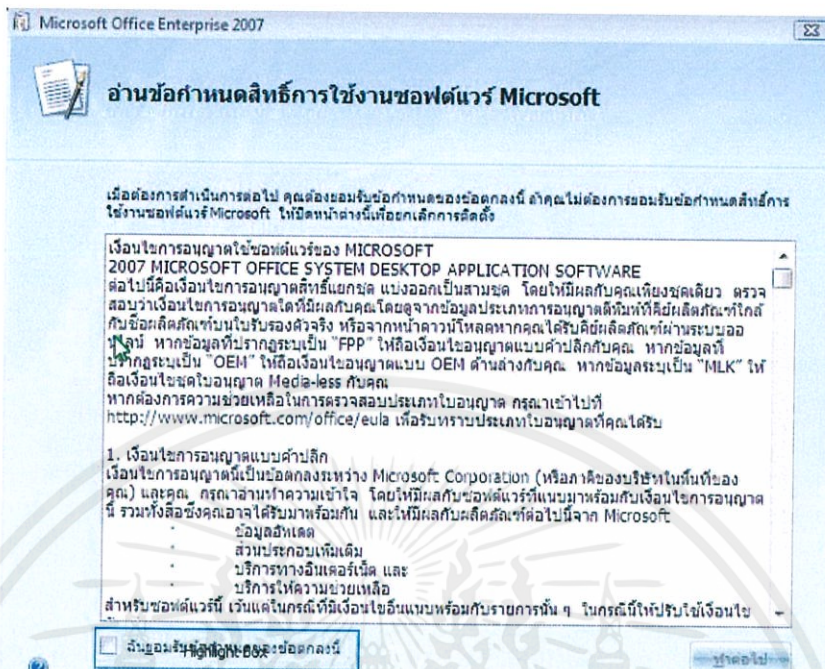 Microsoft Office Enterprise 2007
อ่านข้อกำหนดสิทธิ์การใช้งานซอฟต์แวร์ Microsoft
เมื่อต้องการดำเนินการต่อไป คุณต้องยอมรับข้อกำหนดของข้อตกลงนี้ ถ้าคุณไม่ต้องการยอมรับข้อกำหนดสิทธิ์การ
ใช้งานซอฟต์แวร์ Microsoft ให้ปิดหน้าต่างนี้เพื่อยกเลิกการติดตั้ง
เงื่อนไขการอนุญาตใช้ซอฟต์แวร์ของ MICROSOFT
2007 MICROSOFT OFFICE SYSTEM DESKTOP APPLICATION SOFTWARE
ต่อไปนี้คือเงื่อนไขการอนุญาตสิทธิ์แยกชุด แบ่งออกเป็นสามชุด โดยให้มีผลกับคุณเพียงชุดเดียว ตรวจ
สอบว่าเงื่อนไขการอนุญาตใดที่มีผลกับคุณโดยดูจากข้อมูลประเภทการอนุญาตที่พิมพ์ที่คีย์ผลิตภัณฑ์ใกล้
กับชื่อผลิตภัณฑ์บนใบรับรองตัวจริง หรือจากหน้าดาวน์โหลดหากคุณได้รับคีย์ผลิตภัณฑ์ผ่านระบบออ
นไลน์ หากข้อมูลที่ปรากฏระบุเป็น "FPP" ให้ถือเงื่อนไขอนุญาตแบบค้าปลีกกับคุณ หากข้อมูลที่
ปรากฏระบุเป็น "OEM" ให้ถือเงื่อนไขอนุญาตแบบ OEM ด้านล่างกับคุณ หากข้อมูลระบุเป็น "MLK" ให้
ถือเงื่อนไขชุดใบอนุญาต Media-less กับคุณ
หากต้องการความช่วยเหลือในการตรวจสอบประเภทใบอนุญาต กรุณาเข้าไปที่
http://www.microsoft.com/office/eula เพื่อรับทราบประเภทใบอนุญาตที่คุณได้รับ
1. เงื่อนไขการอนุญาตแบบค้าปลีก
เงื่อนไขการอนุญาตนี้เป็นข้อตกลงระหว่าง Microsoft Corporation (หรือภาคีของบริษัทในพื้นที่ของ
คุณ) และคุณ กรุณาอ่านทำความเข้าใจ โดยให้มีผลกับซอฟต์แวร์ที่แนบมาพร้อมกับเงื่อนไขการอนุญาต
นี้ รวมทั้งสื่อซึ่งคุณอาจได้รับมาพร้อมกัน และให้มีผลกับผลิตภัณฑ์ต่อไปนี้จาก Microsoft
· ข้อมูลอัพเดต
· ส่วนประกอบเพิ่มเติม
· บริการทางอินเตอร์เน็ต และ
· บริการให้ความช่วยเหลือ
สำหรับซอฟต์แวร์นี้ เว้นแต่ในกรณีที่มีเงื่อนไขอื่นแนบพร้อมกับรายการนั้น ๆ ในกรณีนี้ให้ปรับใช้เงื่อนไข
ฉันยอมรับข้อกำหนดของข้อตกลงนี้
Highlight Box
ทำต่อไป